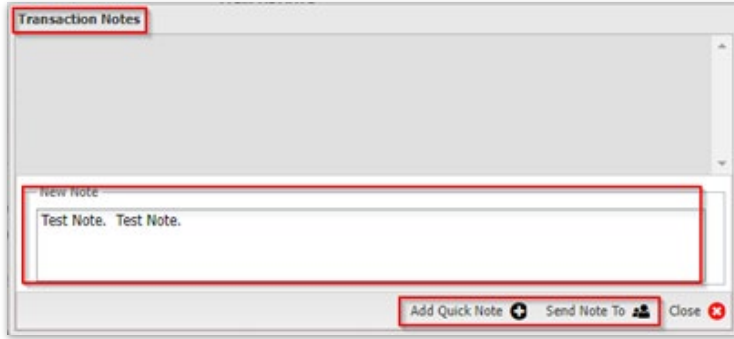 Transaction Notes
New Note
Test Note. Test Note.
Add Quick Note Send Note To Close